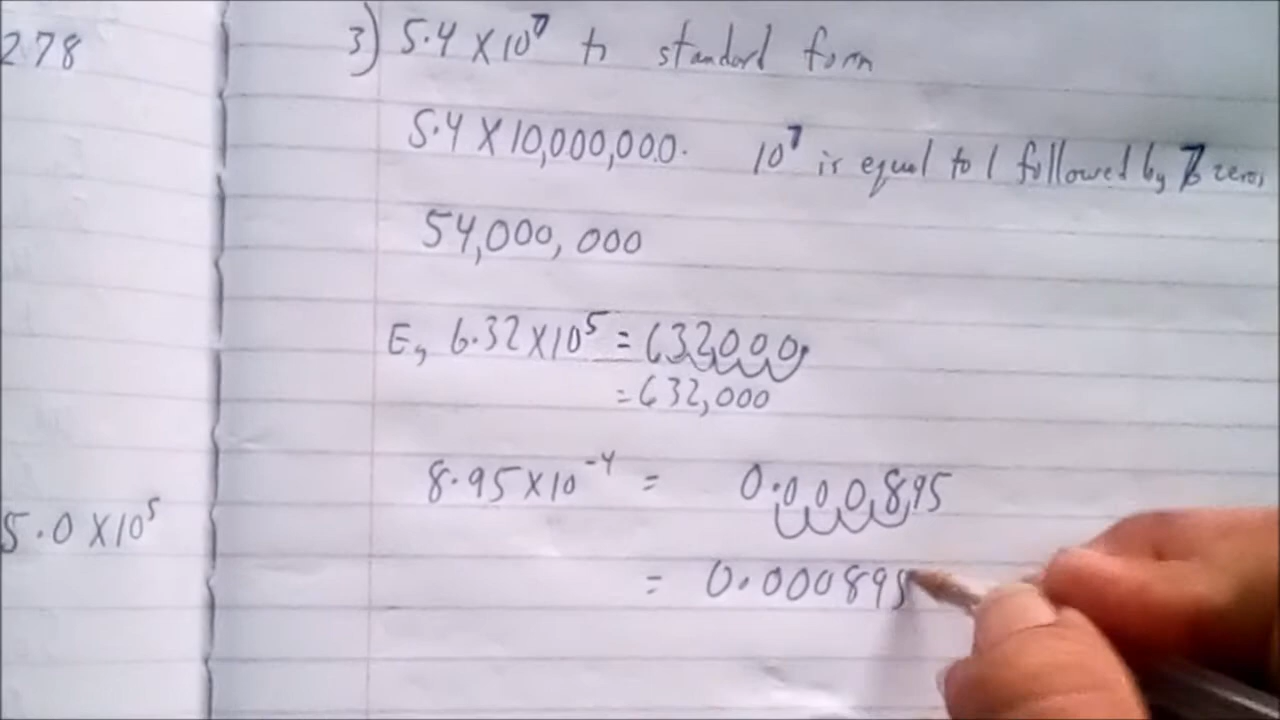 278
5.0 X 10⁵
3) 5.4 X 10⁷ to standard form
5.4 X 10,000,000. 10⁷ is equal to 1 followed by 7 zeros
54,000,000
Eg 6.32 X 10⁵ = 632000.
= 632,000
8.95 X 10⁻⁴ = 0.000895
= 0.000895